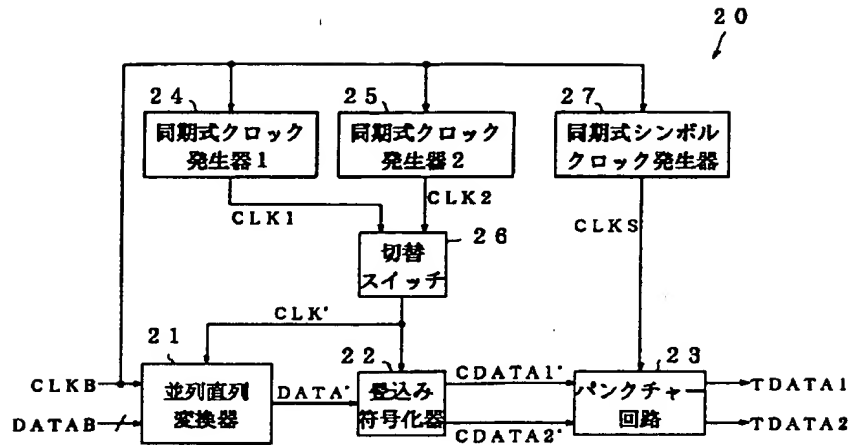 20
24
同期式クロック
発生器1
25
同期式クロック
発生器2
27
同期式シンボル
クロック発生器
CLK1
CLK2
CLKS
26
切替
スイッチ
CLK'
21
並列直列
変換器
22
畳込み
符号化器
23
パンクチャー
回路
CLKB
DATAB
DATA'
CDATA1'
CDATA2'
TDATA1
TDATA2